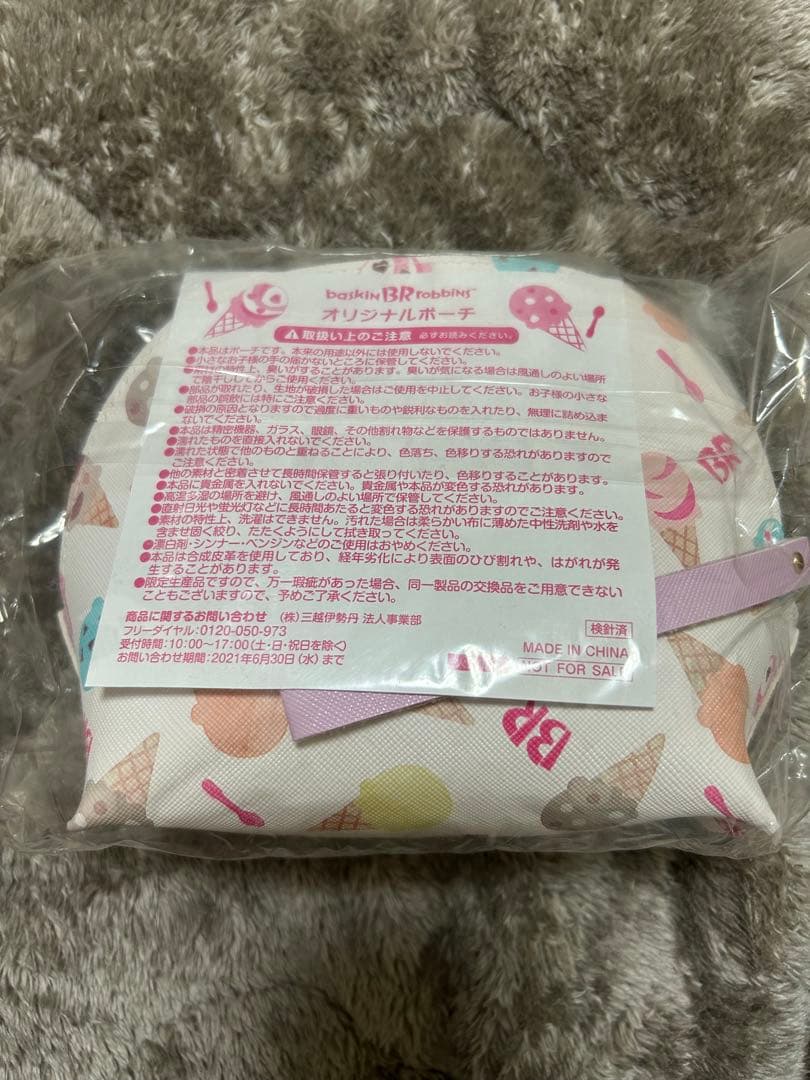 baskin BR robbins
オリジナルポーチ
取扱い上のご注意 必ずお読みください。
●本品はポーチです。本来の用途以外には使用しないでください。
●小さなお子様の手の届かないところに保管してください。
●素材の特性上、臭いがすることがあります。臭いが気になる場合は風通しのよい場所
で陰干ししてからご使用ください。
●部品が取れたり、生地が破損した場合はご使用を中止してください。お子様の小さな
部品の誤飲には特にご注意ください。
●破損の原因となりますので過度に重いものや鋭利なものを入れたり、無理に詰め込ま
ないでください。
●本品は精密機器、ガラス、眼鏡、その他割れ物などを保護するものではありません。
●濡れたものを直接入れないでください。
●濡れた状態で他のものと重ねることにより、色落ち、色移りする恐れがありますので
ご注意ください。
●他の素材と密着させて長時間保管すると張り付いたり、色移りすることがあります。
●本品に貴金属を入れないでください。貴金属や本品が変色する恐れがあります。
●高温多湿の場所を避け、風通しのよい場所で保管してください。
●直射日光や蛍光灯などに長時間あたると変色する恐れがありますのでご注意ください。
●素材の特性上、洗濯はできません。汚れた場合は柔らかい布に薄めた中性洗剤や水を
含ませ固く絞り、たたくようにして拭き取ってください。
●漂白剤・シンナー・ベンジンなどのご使用はおやめください。
●本品は合成皮革を使用しており、経年劣化により表面のひび割れや、はがれが発
生することがあります。
●限定生産品ですので、万一瑕疵があった場合、同一製品の交換品をご用意できない
こともございますので、予めご了承ください。
商品に関するお問い合わせ (株)三越伊勢丹 法人事業部
フリーダイヤル:0120-050-973
受付時間:10:00~17:00(土・日・祝日を除く)
お問い合わせ期間:2021年6月30日(水)まで
検針済
MADE IN CHINA
NOT FOR SALE
BR
BR